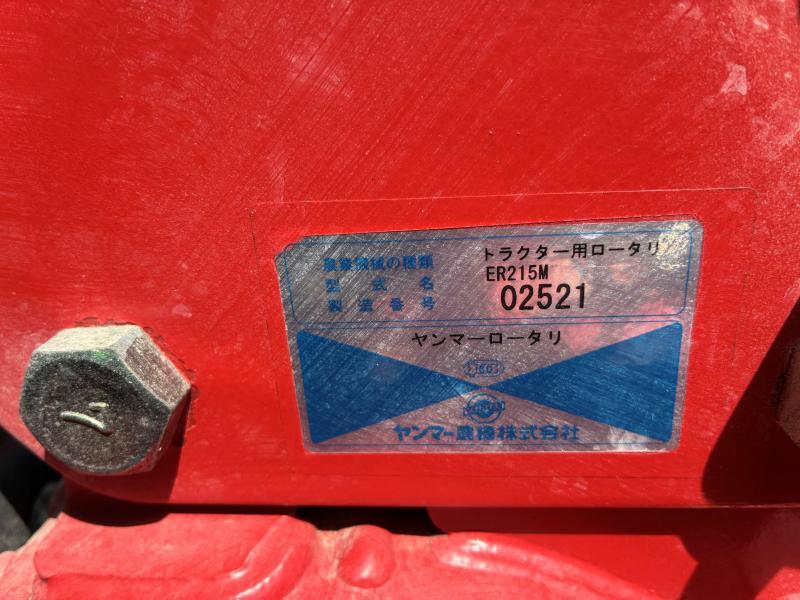 農業機械の種類 トラクター用ロータリ
型式名 ER215M
製造番号 02521
ヤンマーロータリ
ヤンマー農機株式会社